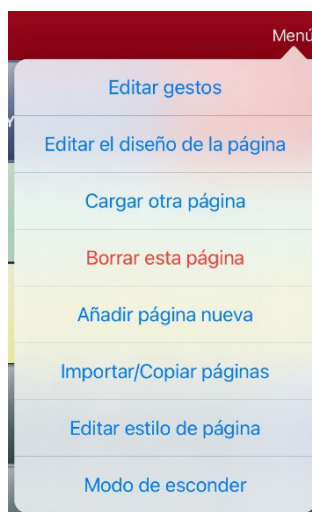 Menú
Y
Editar gestos
Editar el diseño de la página
Cargar otra página
Borrar esta página
Añadir página nueva
Importar/Copiar páginas
Editar estilo de página
Modo de esconder